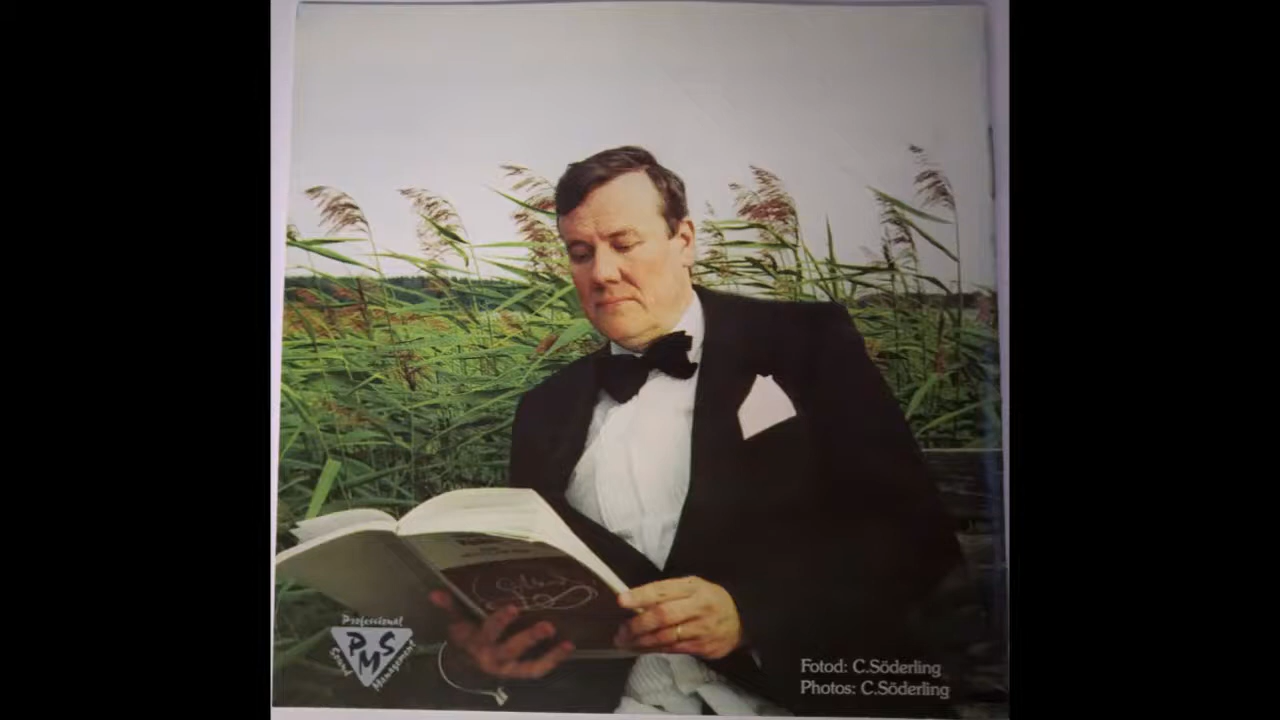 Professional
PMS
Sound
Management
Fotod: C.Söderling
Photos: C.Söderling